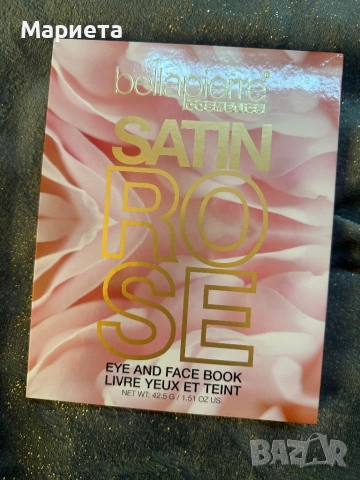 Мариета
bellapierre®
COSMETICS
SATIN
RO
SE
EYE AND FACE BOOK
LIVRE YEUX ET TEINT
NET WT: 42.5 G / 1.51 OZ US.
BAZAR